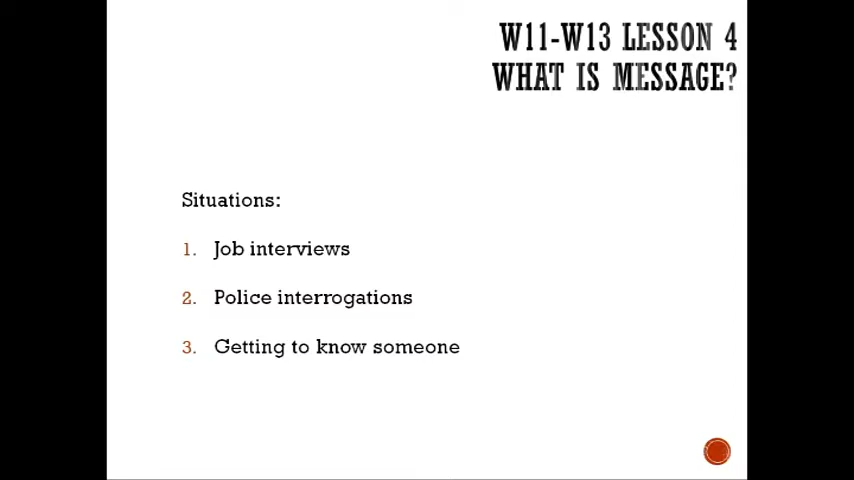 W11-W13 LESSON 4
WHAT IS MESSAGE?
Situations:
1. Job interviews
2. Police interrogations
3. Getting to know someone